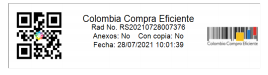 Colombia Compra Eficiente
Rad No. RS20210728007376
Anexos: No Con copia: No
Fecha: 28/07/2021 10:01:39
Colombia Compra Eficiente